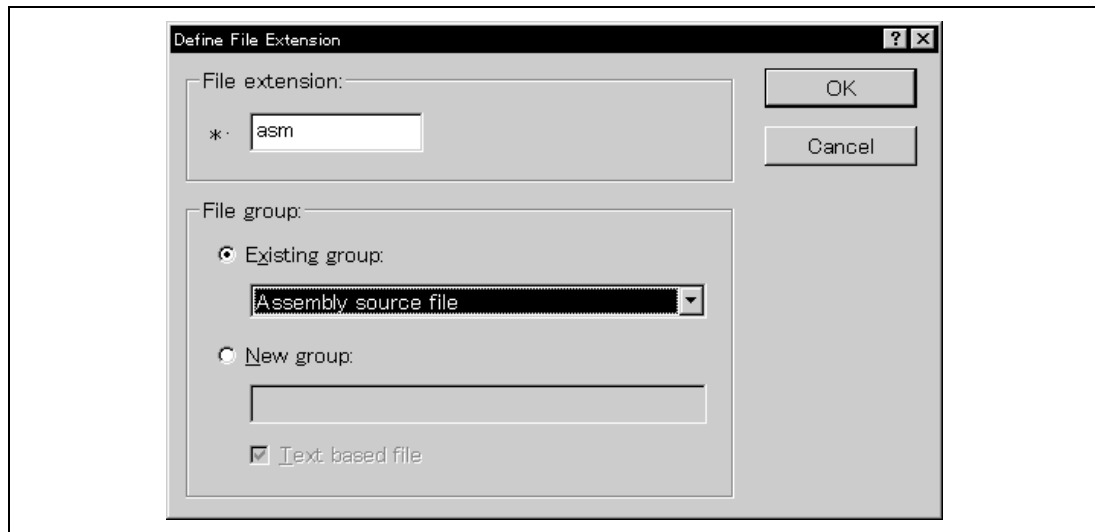 Define File Extension
File extension:
OK
*. asm
Cancel
File group:
Existing group:
Assembly source file
New group:
Text based file